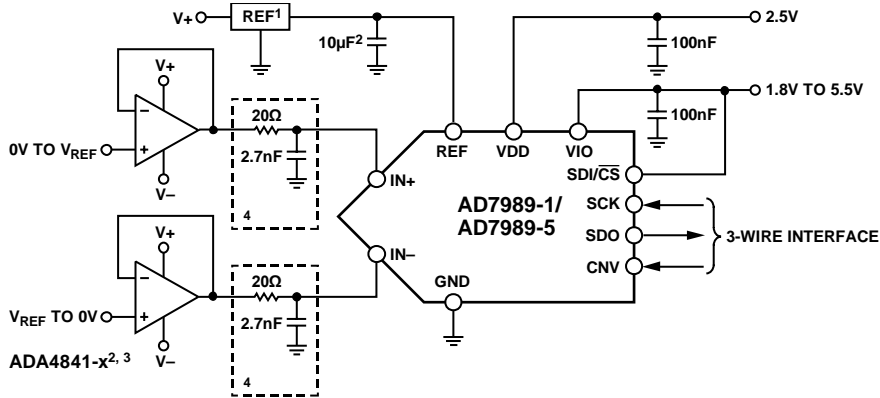 V+ REF1 10µF2 2.5V
100nF
1.8V TO 5.5V
100nF
V+
−
+
0V TO VREF
V−
20Ω
2.7nF
4
REF VDD VIO
IN+
SDI/CS
SCK
AD7989-1/
AD7989-5
SDO
3-WIRE INTERFACE
CNV
IN−
GND
V+
−
+
VREF TO 0V
V−
20Ω
2.7nF
4
ADA4841-x2, 3